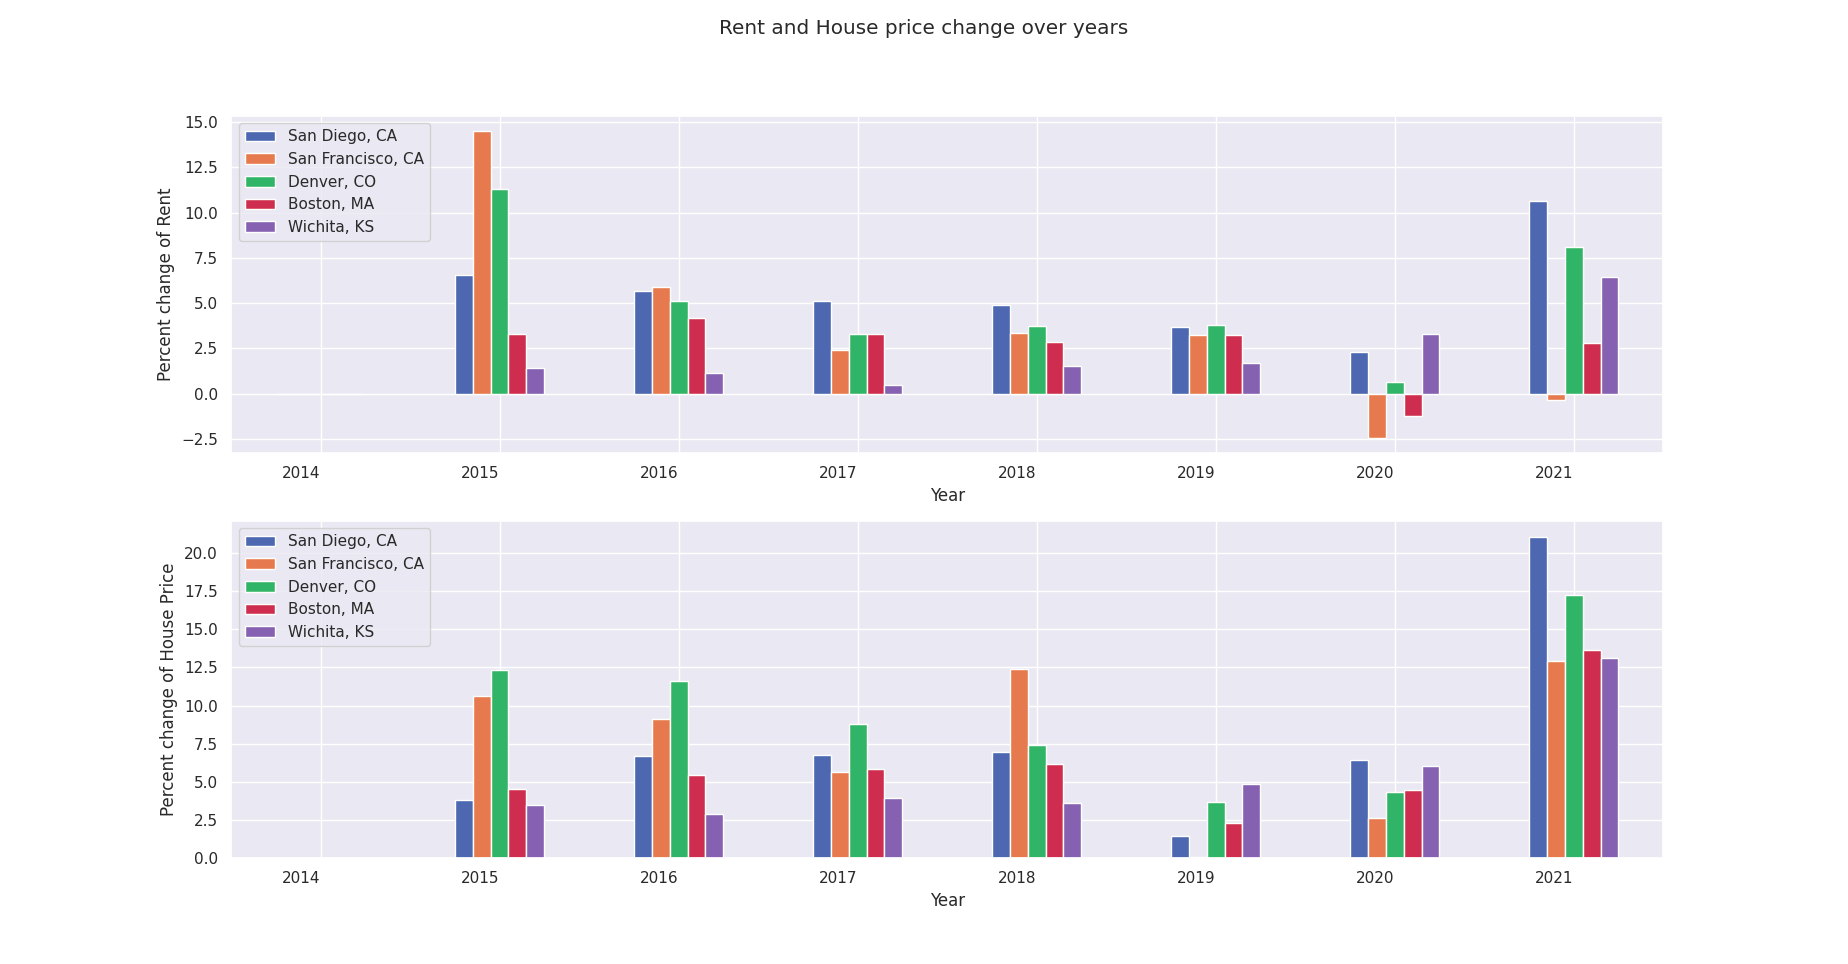 Rent and House price change over years
15.0
12.5
10.0
7.5
5.0
2.5
0.0
−2.5
Percent change of Rent
San Diego, CA
San Francisco, CA
Denver, CO
Boston, MA
Wichita, KS
2014 2015 2016 2017 2018 2019 2020 2021
Year
20.0
17.5
15.0
12.5
10.0
7.5
5.0
2.5
0.0
Percent change of House Price
San Diego, CA
San Francisco, CA
Denver, CO
Boston, MA
Wichita, KS
2014 2015 2016 2017 2018 2019 2020 2021
Year